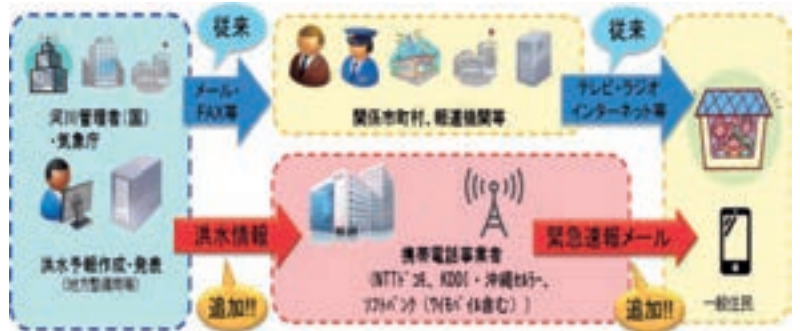 従来
従来
河川管理者(国)
・気象庁
メール・
FAX等
関係市町村、報道機関等
テレビ・ラジオ
インターネット等
洪水情報
緊急速報メール
洪水予報作成・発表
(地方整備局等)
携帯電話事業者
(NTTドコモ、KDDI・沖縄セルラー、
ソフトバンク(ワイモバイル含む))
追加!!
追加!!
一般住民